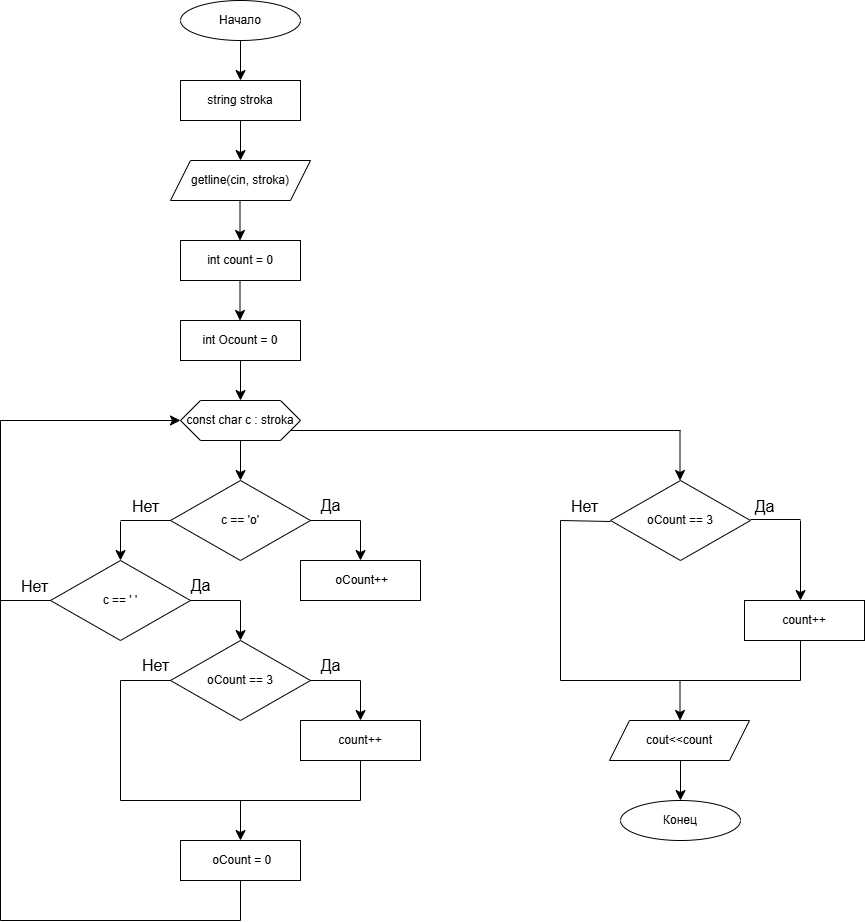 Начало
string stroka
getline(cin, stroka)
int count = 0
int Ocount = 0
const char c : stroka
Нет
c == 'o'
Да
oCount++
Нет
c == ' '
Да
Нет
oCount == 3
Да
count++
oCount = 0
Нет
oCount == 3
Да
count++
cout<<count
Конец